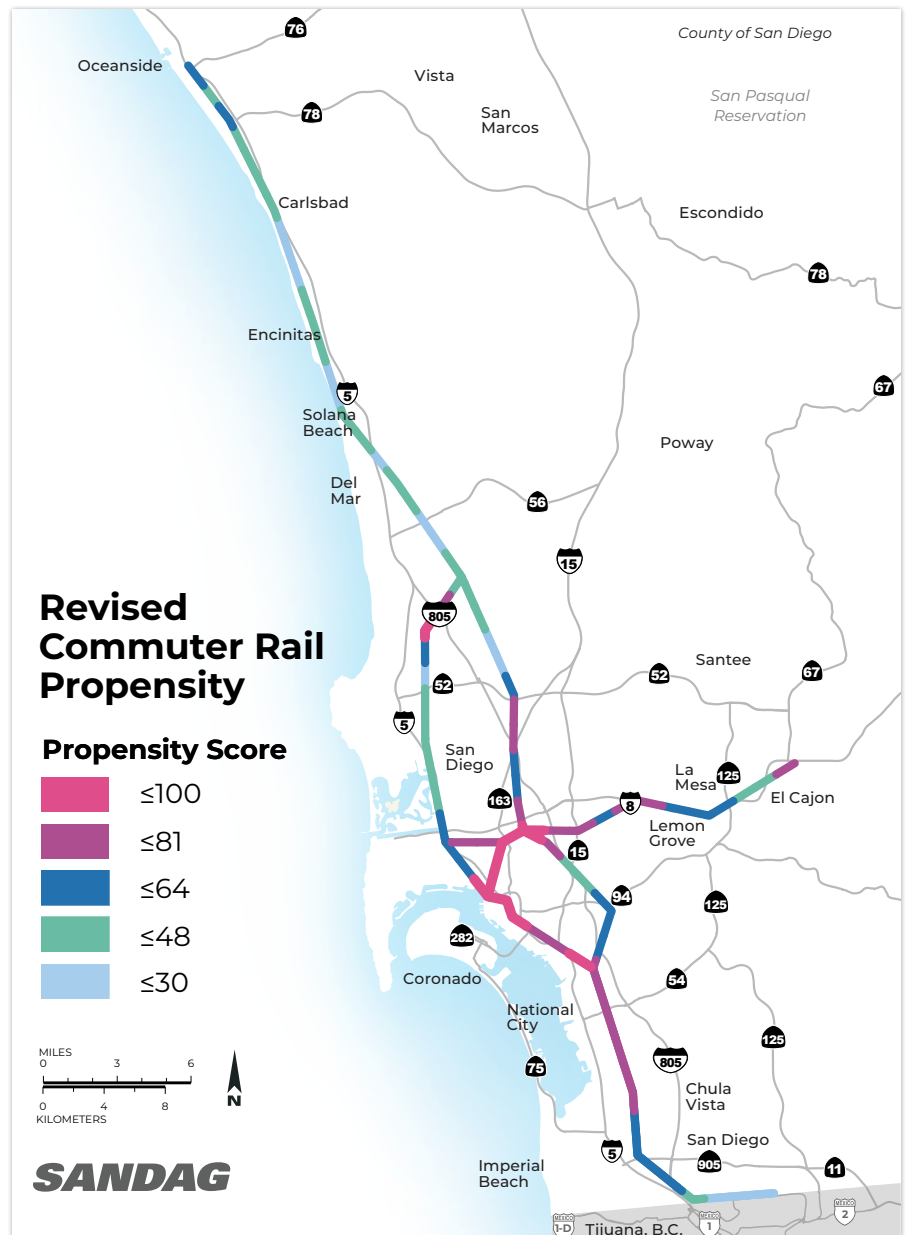 76
County of San Diego
Oceanside
Vista
San Pasqual
Reservation
78
San
Marcos
Carlsbad
Escondido
78
Encinitas
67
5
Solana
Beach
Poway
Del
Mar
56
15
Revised
Commuter Rail
Propensity
805
Santee
52
67
52
5
Propensity Score
San
Diego
La
Mesa
125
≤100
163
8
El Cajon
Lemon
Grove
≤81
15
≤64
94
125
≤48
282
≤30
Coronado
54
National
City
125
MILES
0 3 6
805
75
N
0 4 8
KILOMETERS
Chula
Vista
San Diego
5
905
11
SANDAG
Imperial
Beach
MEXICO
1-D
Tijuana, B.C.
MEXICO
1
MEXICO
2